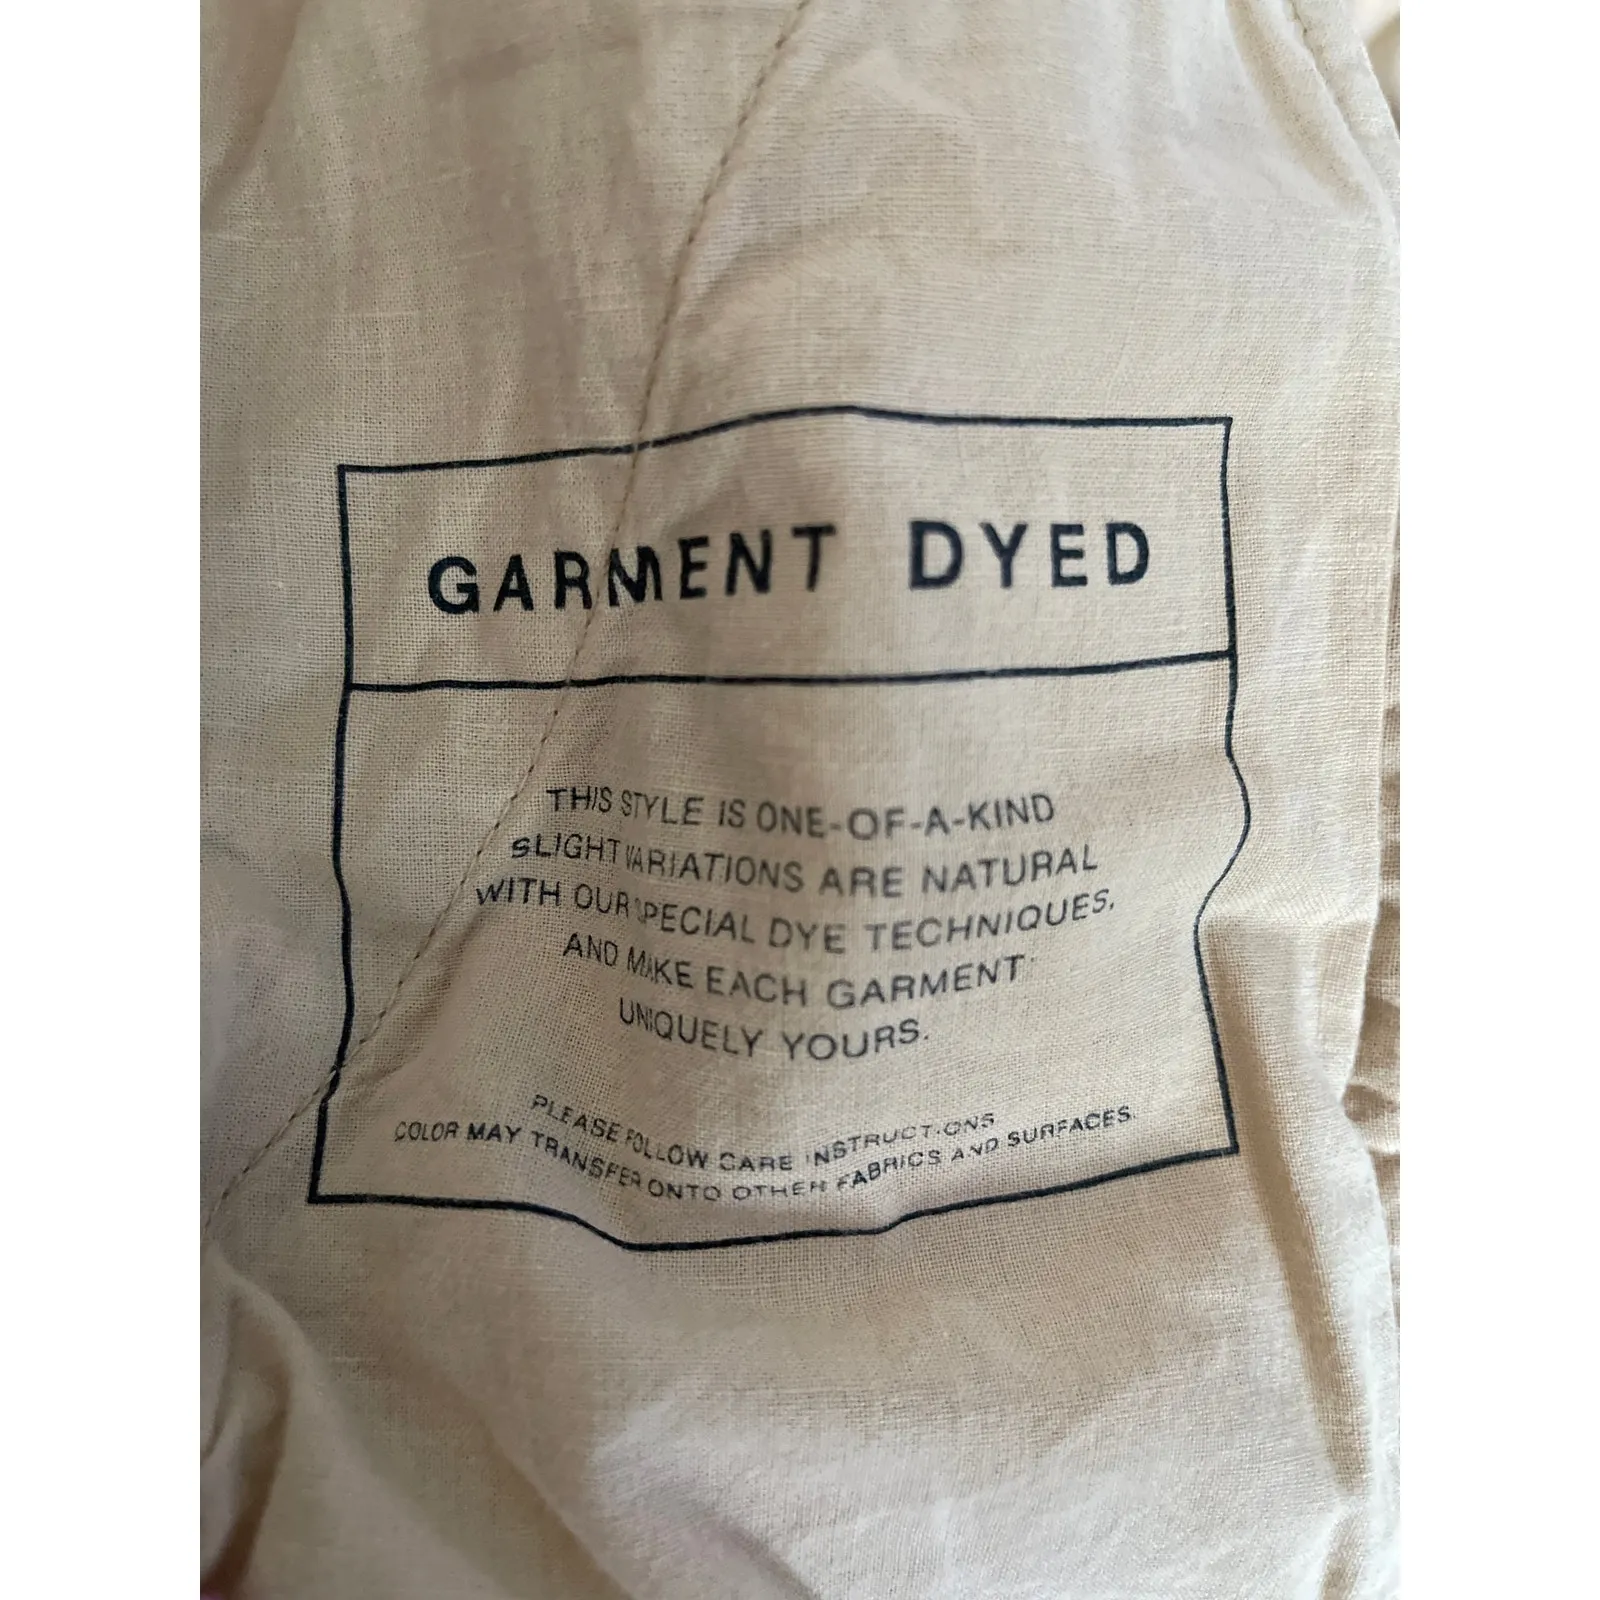 GARMENT DYED
THIS STYLE IS ONE-OF-A-KIND
SLIGHT VARIATIONS ARE NATURAL
WITH OUR SPECIAL DYE TECHNIQUES,
AND MAKE EACH GARMENT
UNIQUELY YOURS.
PLEASE FOLLOW CARE INSTRUCTIONS
COLOR MAY TRANSFER ONTO OTHER FABRICS AND SURFACES.